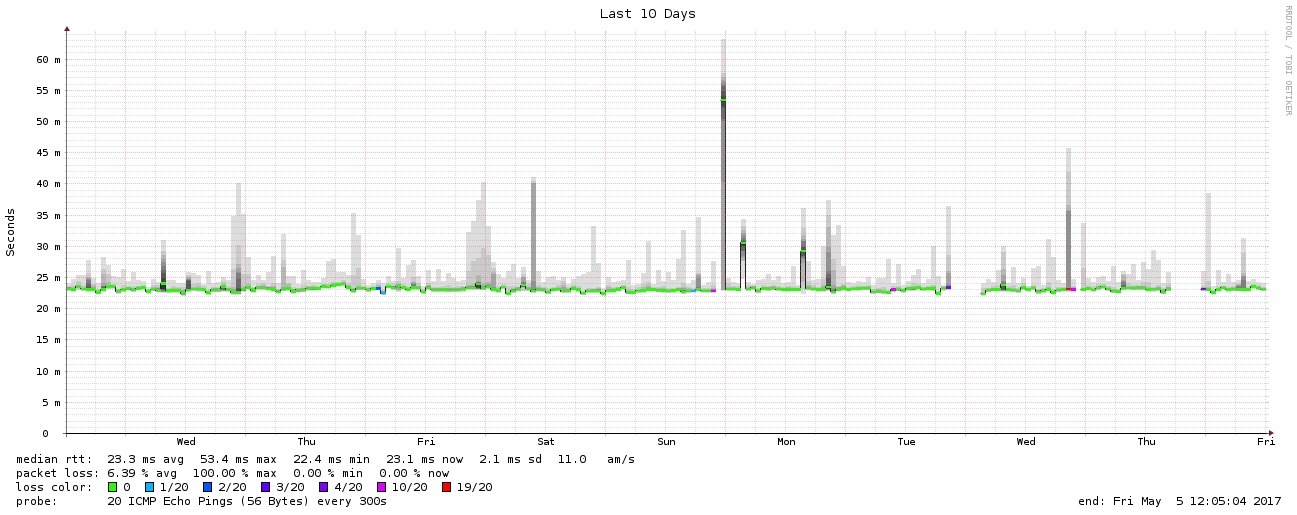 Last 10 Days
RRDTOOL / TOBI OETIKER
Seconds
60 m
55 m
50 m
45 m
40 m
35 m
30 m
25 m
20 m
15 m
10 m
5 m
0
Wed Thu Fri Sat Sun Mon Tue Wed Thu Fri
median rtt: 23.3 ms avg 53.4 ms max 22.4 ms min 23.1 ms now 2.1 ms sd 11.0 am/s
packet loss: 6.39 % avg 100.00 % max 0.00 % min 0.00 % now
loss color: 0 1/20 2/20 3/20 4/20 10/20 19/20
probe: 20 ICMP Echo Pings (56 Bytes) every 300s end: Fri May 5 12:05:04 2017